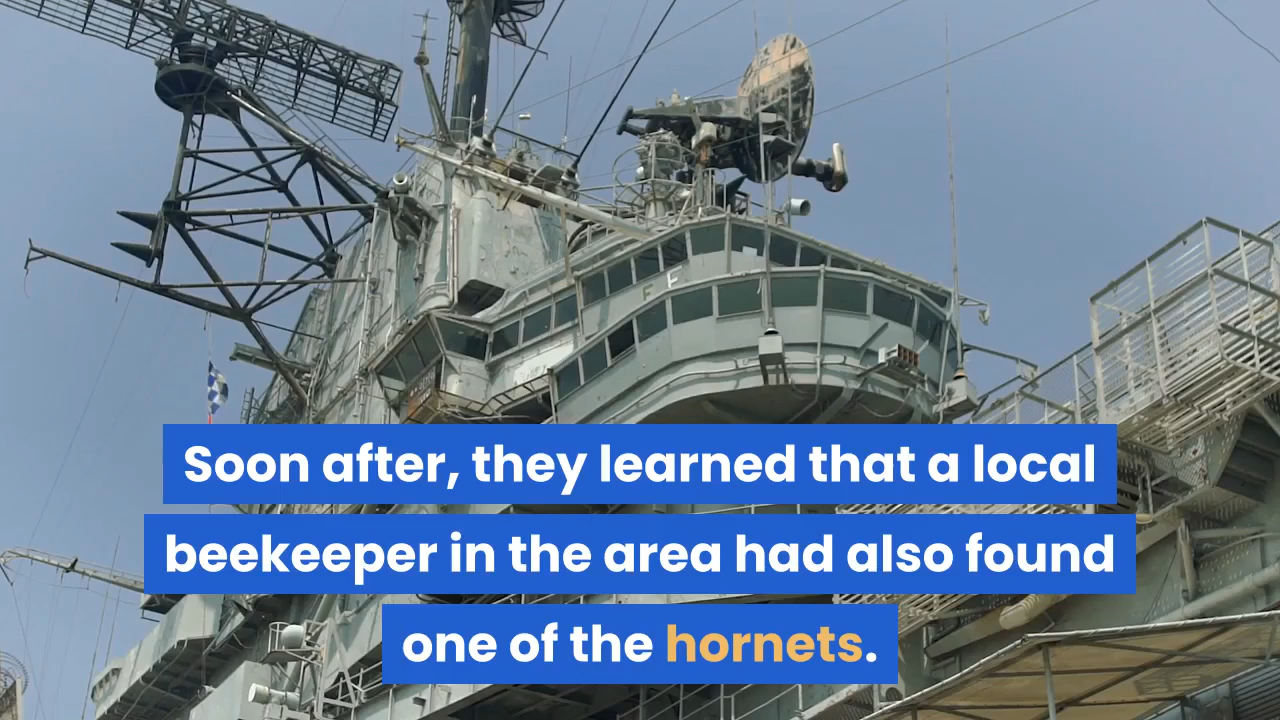 Soon after, they learned that a local
beekeeper in the area had also found
one of the hornets.